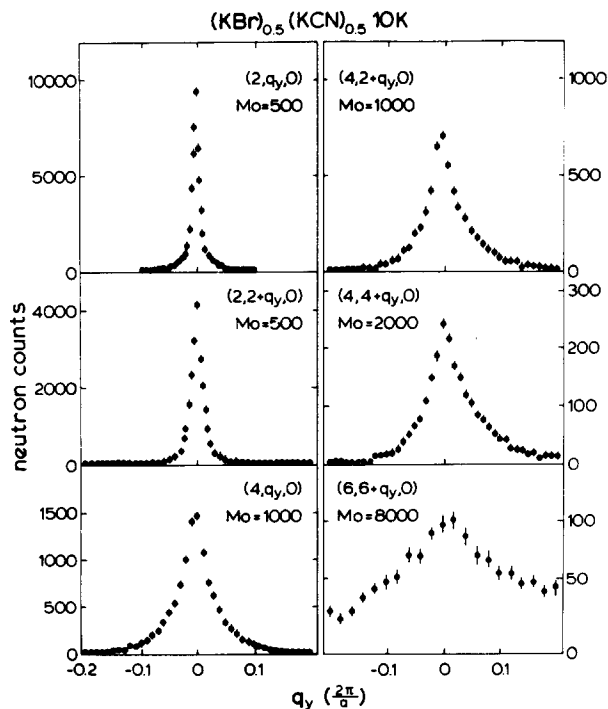 (KBr)₀.₅ (KCN)₀.₅ 10K
neutron counts
10000
5000
0
(2,qy,0)
Mo=500
(4,2+qy,0)
Mo=1000
1000
500
0
4000
2000
0
(2,2+qy,0)
Mo=500
(4,4+qy,0)
Mo=2000
300
200
100
0
1500
1000
500
0
(4,qy,0)
Mo=1000
(6,6+qy,0)
Mo=8000
100
50
0
-0.2 -0.1 0 0.1 -0.2 -0.1 0 0.1
qy (2π/a)